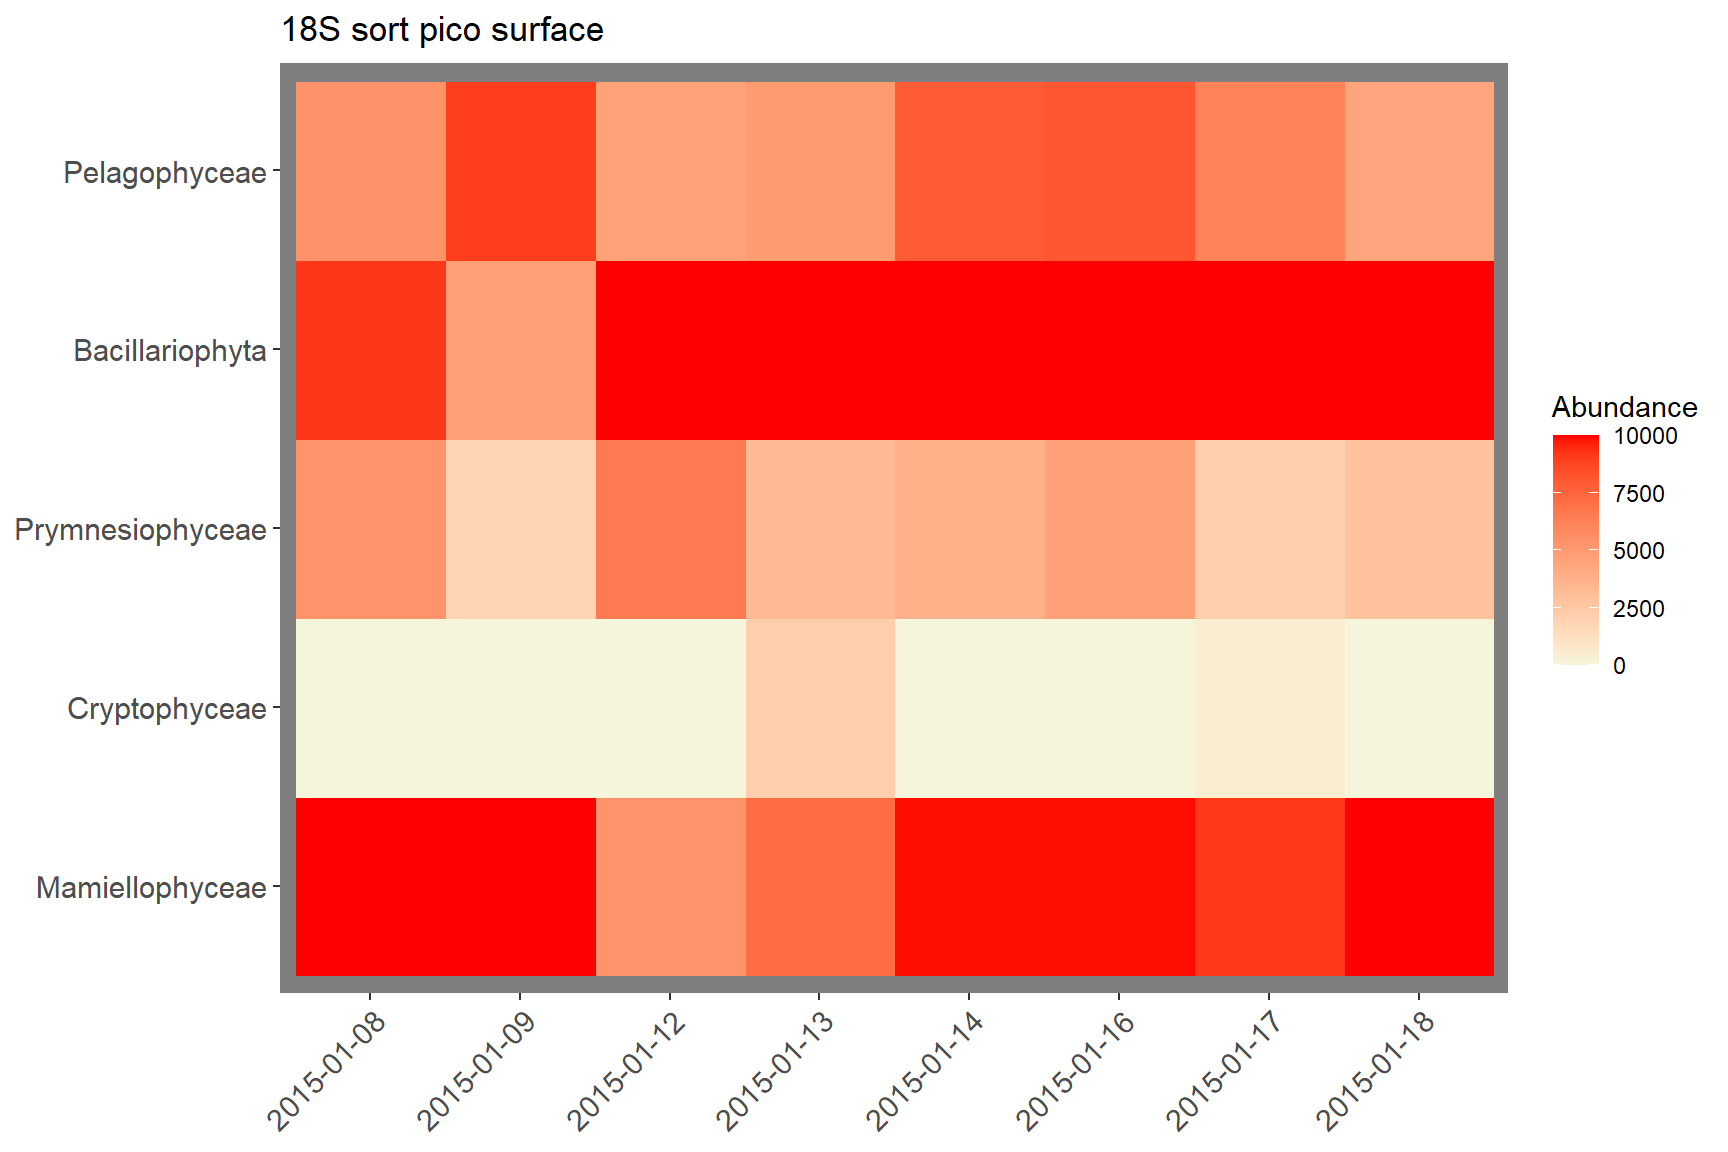 18S sort pico surface
Pelagophyceae
Bacillariophyta
Prymnesiophyceae
Cryptophyceae
Mamiellophyceae
2015-01-08
2015-01-09
2015-01-12
2015-01-13
2015-01-14
2015-01-16
2015-01-17
2015-01-18
Abundance
10000
7500
5000
2500
0